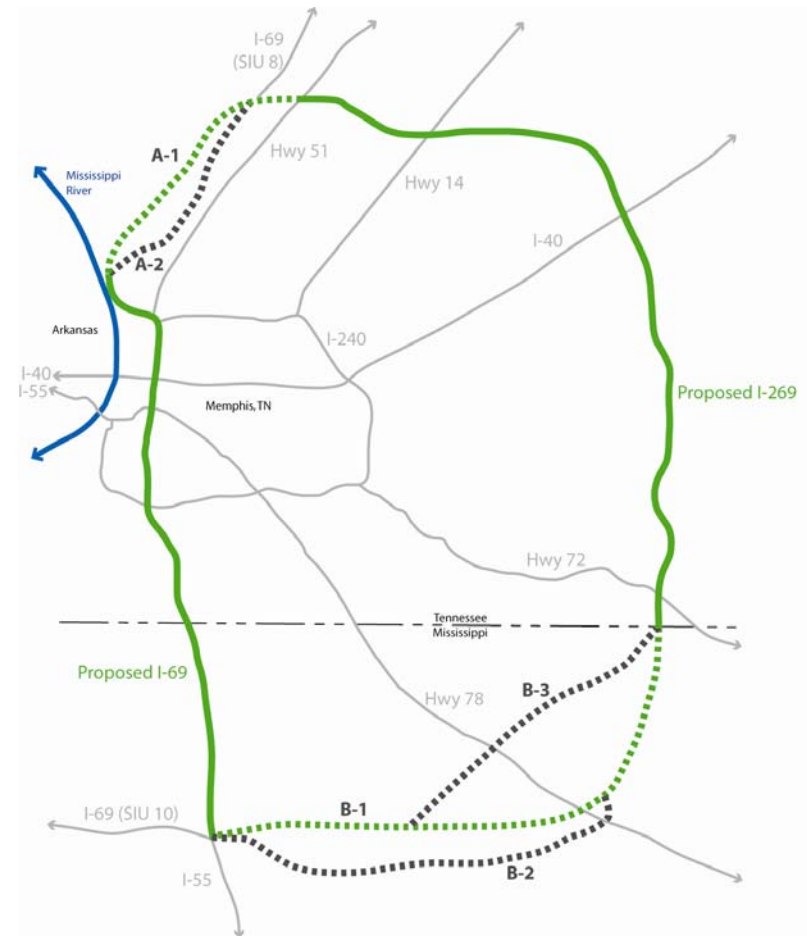 I-69
(SIU 8)
A-1
Hwy 51
Mississippi
River
Hwy 14
I-40
A-2
Arkansas
I-240
I-40
I-55
Proposed I-269
Memphis, TN
Hwy 72
Tennessee
Mississippi
Proposed I-69
B-3
Hwy 78
I-69 (SIU 10)
B-1
B-2
I-55